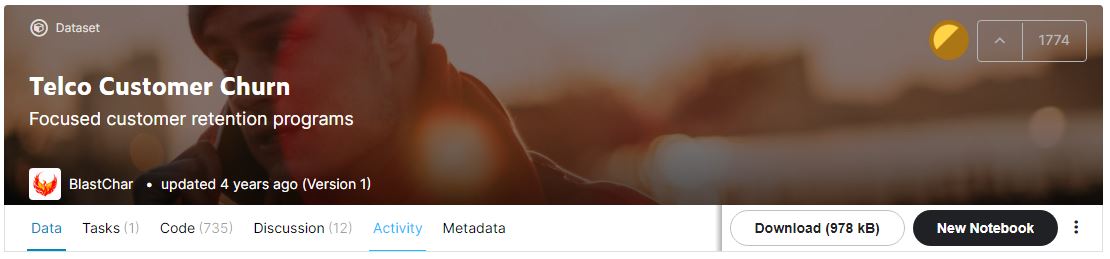 Dataset
1774
Telco Customer Churn
Focused customer retention programs
BlastChar • updated 4 years ago (Version 1)
Data Tasks (1) Code (735) Discussion (12) Activity Metadata Download (978 kB) New Notebook